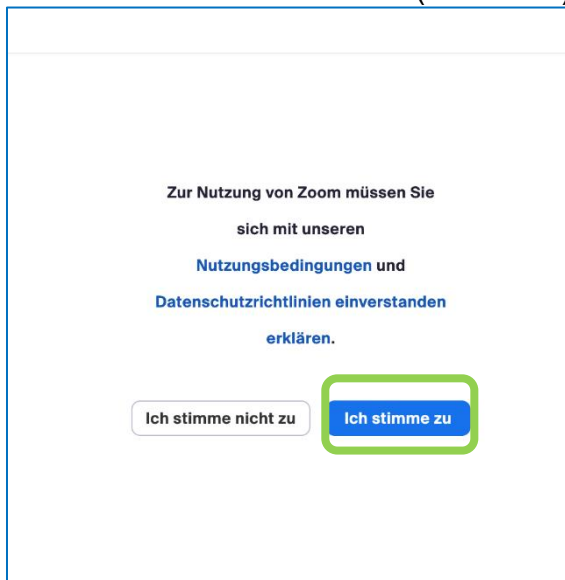 Zur Nutzung von Zoom müssen Sie
sich mit unseren
Nutzungsbedingungen und
Datenschutzrichtlinien einverstanden
erklären.
Ich stimme nicht zu Ich stimme zu